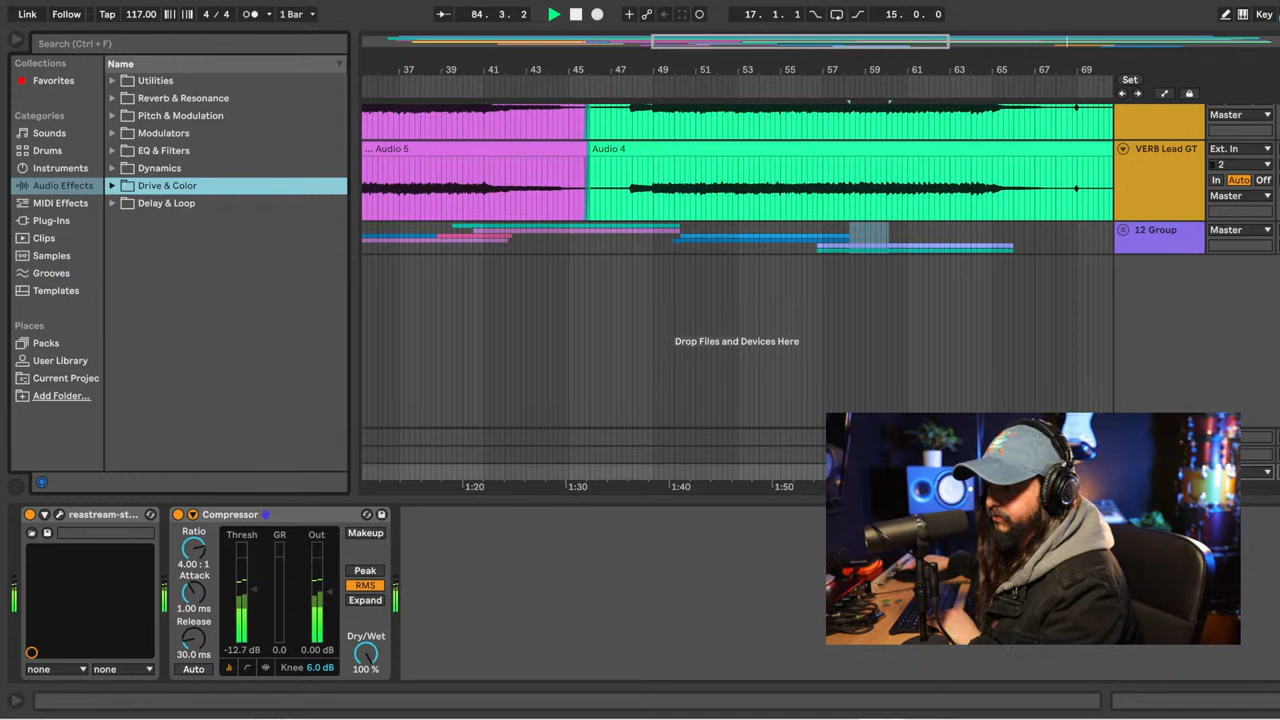 Link Follow Tap 117.00 4 / 4 1 Bar 84. 3. 2 17. 1. 1 15. 0. 0 Key
Search (Ctrl + F)
Collections
Favorites
Categories
Sounds
Drums
Instruments
Audio Effects
MIDI Effects
Plug-Ins
Clips
Samples
Grooves
Templates
Places
Packs
User Library
Current Projec
Add Folder...
Name
Utilities
Reverb & Resonance
Pitch & Modulation
Modulators
EQ & Filters
Dynamics
Drive & Color
Delay & Loop
37 39 41 43 45 47 49 51 53 55 57 59 61 63 65 67 69
Set
Master
... Audio 5 Audio 4 VERB Lead GT Ext. In
2
In Auto Off
Master
12 Group Master
Drop Files and Devices Here
1:20 1:30 1:40 1:50
reastream-st...
none none
Compressor
Ratio
4.00 : 1
Attack
1.00 ms
Release
30.0 ms
Auto
Thresh GR Out
-12.7 dB 0.0 0.00 dB
Knee 6.0 dB
Makeup
Peak
RMS
Expand
Dry/Wet
100 %